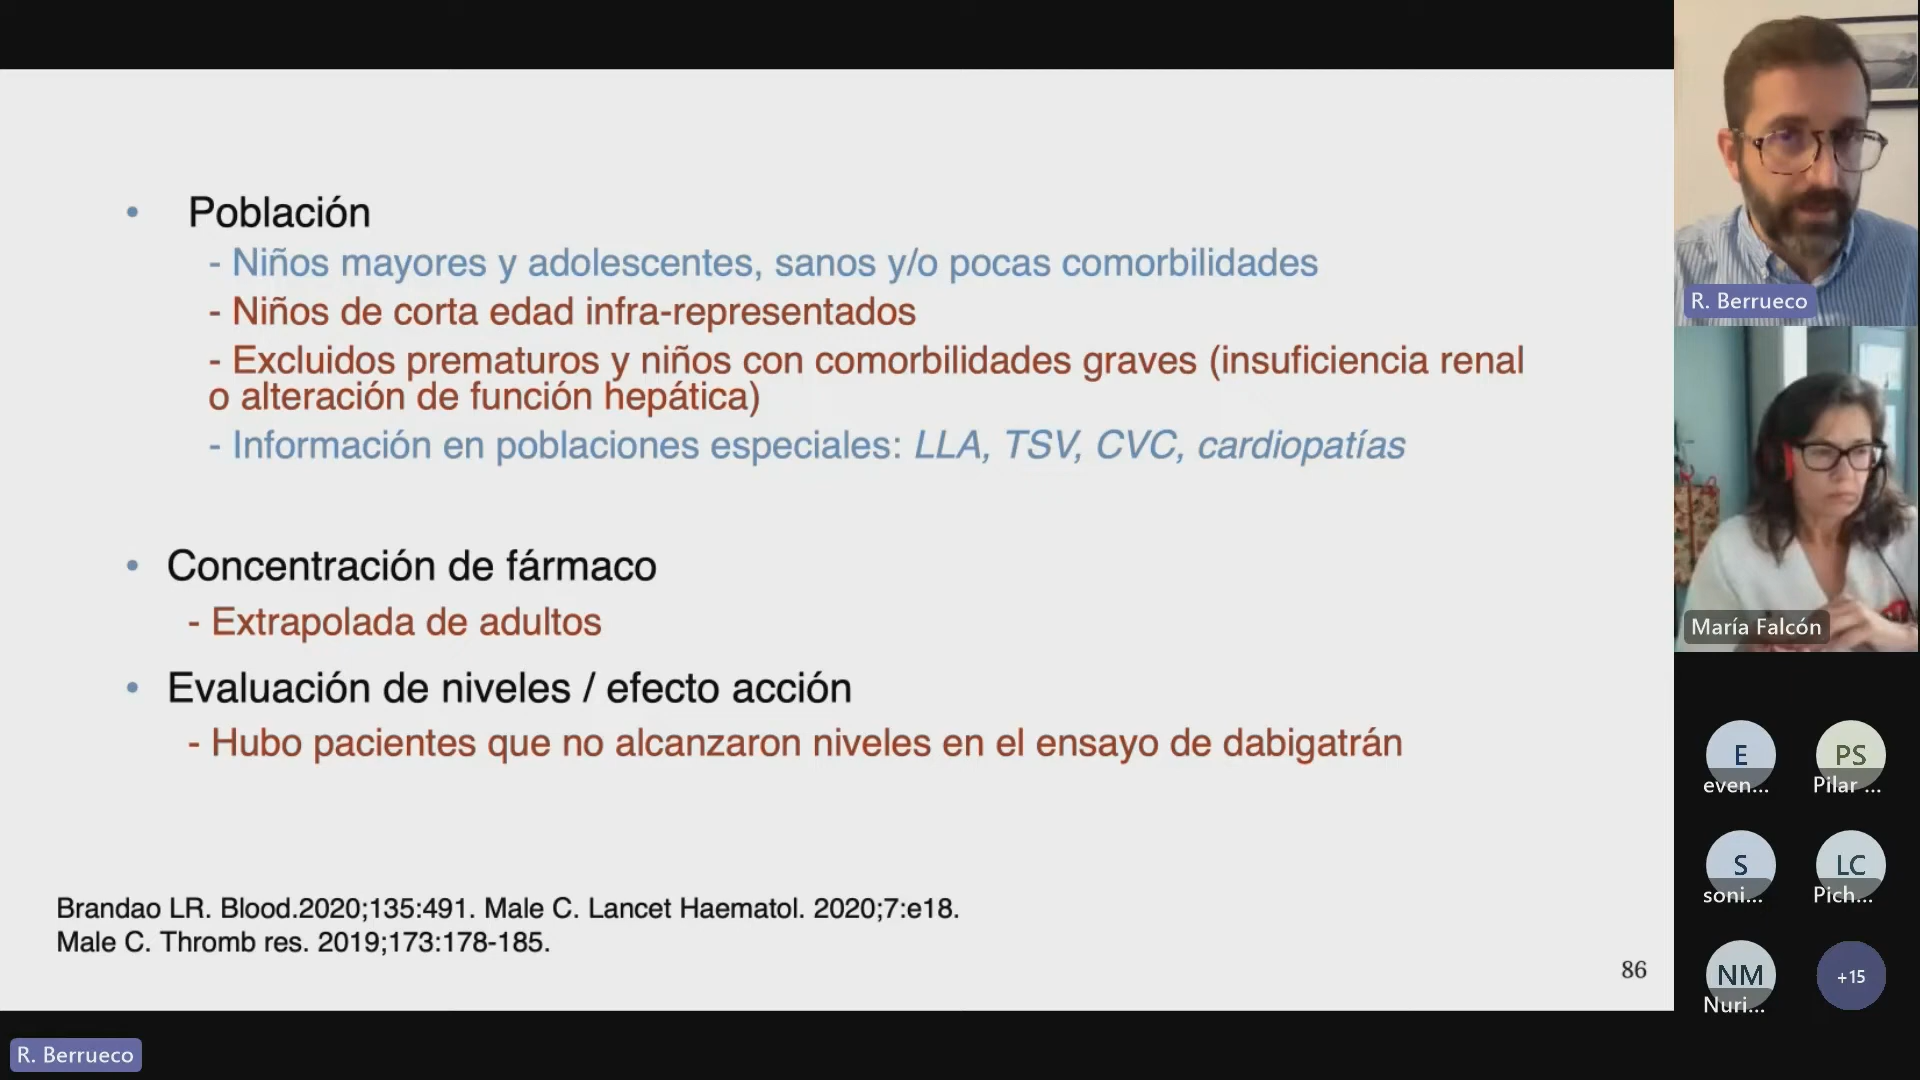 • Población
- Niños mayores y adolescentes, sanos y/o pocas comorbilidades
- Niños de corta edad infra-representados
- Excluidos prematuros y niños con comorbilidades graves (insuficiencia renal
o alteración de función hepática)
- Información en poblaciones especiales: LLA, TSV, CVC, cardiopatías
• Concentración de fármaco
- Extrapolada de adultos
• Evaluación de niveles / efecto acción
- Hubo pacientes que no alcanzaron niveles en el ensayo de dabigatrán
Brandao LR. Blood.2020;135:491. Male C. Lancet Haematol. 2020;7:e18.
Male C. Thromb res. 2019;173:178-185.
86
R. Berrueco
R. Berrueco
María Falcón
E
even...
PS
Pilar ...
S
soni...
LC
Pich...
NM
Nuri...
+15